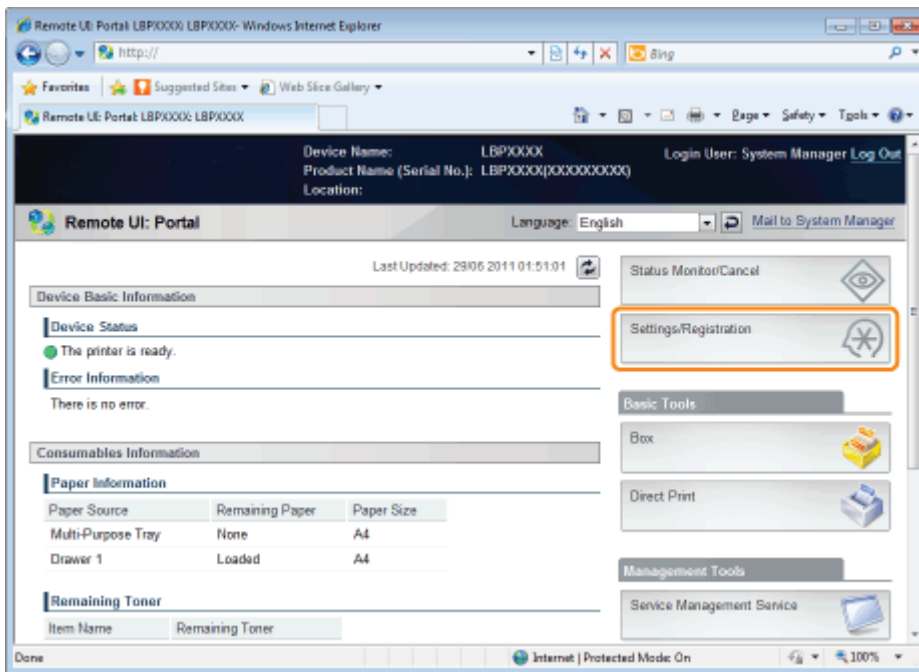 Remote UI: Portal: LBPXXXX: LBPXXXX- Windows Internet Explorer
http://
Bing
Favorites Suggested Sites Web Slice Gallery
Remote UI: Portal: LBPXXXX: LBPXXXX
Page Safety Tools
Device Name: LBPXXXX
Login User: System Manager Log Out
Product Name (Serial No.): LBPXXXX(XXXXXXXXX)
Location:
Remote UI: Portal
Language: English
Mail to System Manager
Last Updated: 29/06 2011 01:51:01
Status Monitor/Cancel
Device Basic Information
Device Status
The printer is ready.
Settings/Registration
Error Information
There is no error.
Basic Tools
Box
Consumables Information
Paper Information
Paper Source Remaining Paper Paper Size
Multi-Purpose Tray None A4
Drawer 1 Loaded A4
Direct Print
Management Tools
Remaining Toner
Item Name Remaining Toner
Service Management Service
Done
Internet | Protected Mode: On
100%